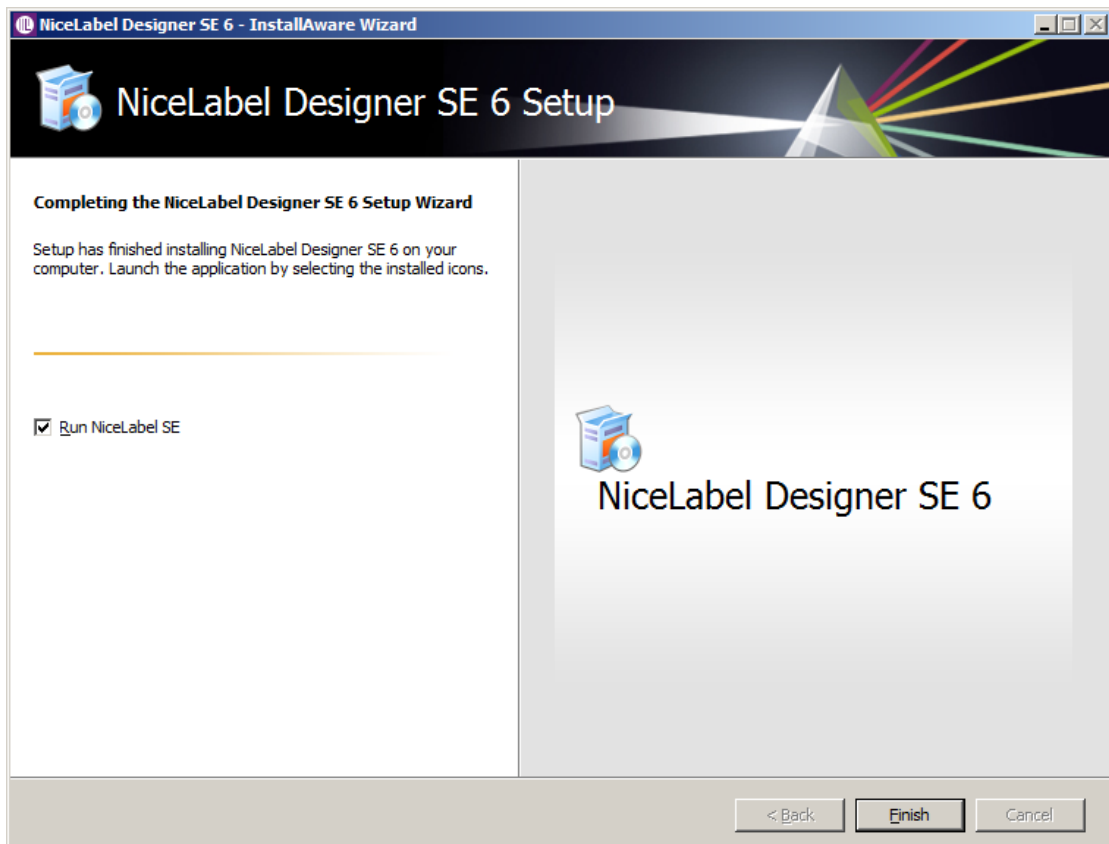 NiceLabel Designer SE 6 - InstallAware Wizard
NiceLabel Designer SE 6 Setup
Completing the NiceLabel Designer SE 6 Setup Wizard
Setup has finished installing NiceLabel Designer SE 6 on your
computer. Launch the application by selecting the installed icons.
Run NiceLabel SE
NiceLabel Designer SE 6
< Back
Finish
Cancel